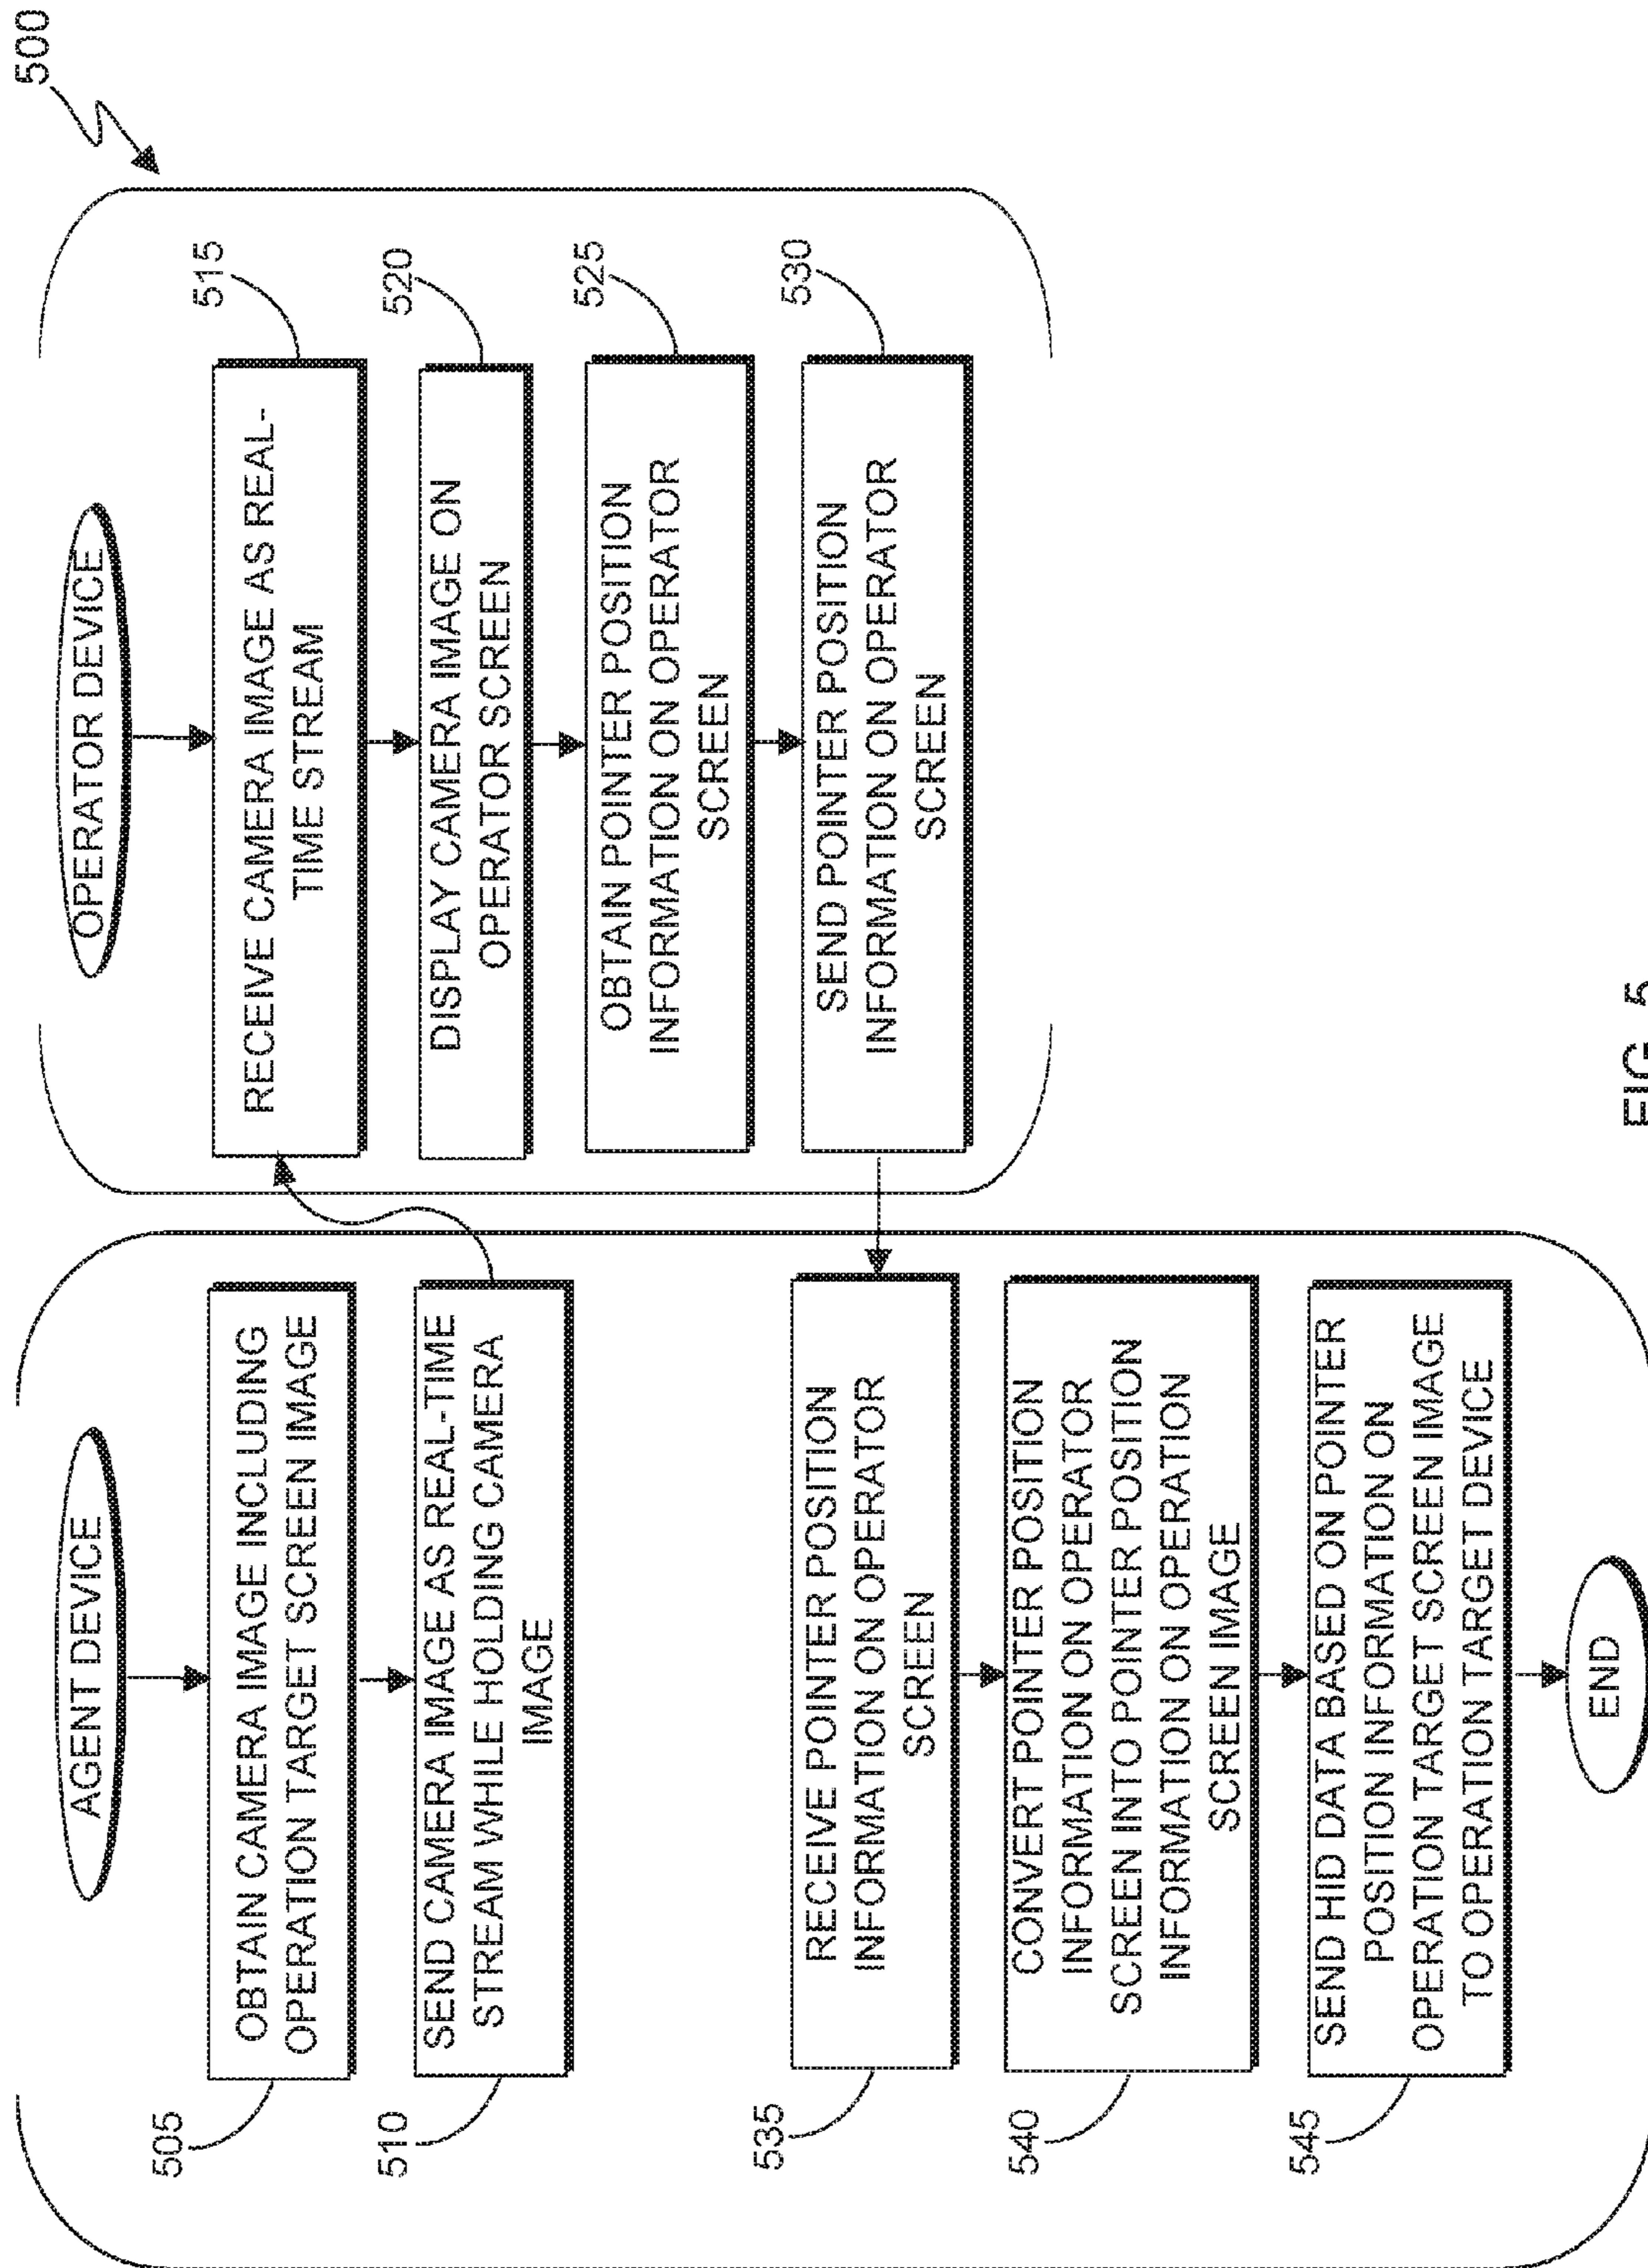 500
AGENT DEVICE
505
OBTAIN CAMERA IMAGE INCLUDING
OPERATION TARGET SCREEN IMAGE
510
SEND CAMERA IMAGE AS REAL-TIME
STREAM WHILE HOLDING CAMERA
IMAGE
OPERATOR DEVICE
515
RECEIVE CAMERA IMAGE AS REAL-
TIME STREAM
520
DISPLAY CAMERA IMAGE ON
OPERATOR SCREEN
525
OBTAIN POINTER POSITION
INFORMATION ON OPERATOR
SCREEN
530
SEND POINTER POSITION
INFORMATION ON OPERATOR
SCREEN
535
RECEIVE POINTER POSITION
INFORMATION ON OPERATOR
SCREEN
540
CONVERT POINTER POSITION
INFORMATION ON OPERATOR
SCREEN INTO POINTER POSITION
INFORMATION ON OPERATION
SCREEN IMAGE
545
SEND HID DATA BASED ON POINTER
POSITION INFORMATION ON
OPERATION TARGET SCREEN IMAGE
TO OPERATION TARGET DEVICE
END
FIG. 5